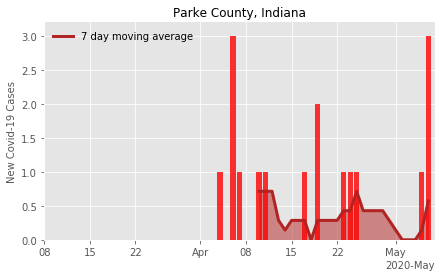 Parke County, Indiana
7 day moving average
New Covid-19 Cases
3.0
2.5
2.0
1.5
1.0
0.5
0.0
08 15 22 Apr 08 15 22 May
2020-May